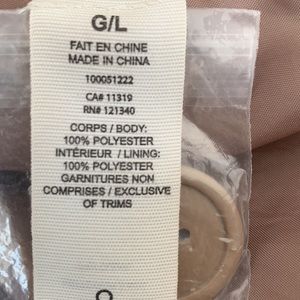 G/L
FAIT EN CHINE
MADE IN CHINA
100051222
CA# 11319
RN# 121340
CORPS / BODY:
100% POLYESTER
INTÉRIEUR / LINING:
100% POLYESTER
GARNITURES NON
COMPRISES / EXCLUSIVE
OF TRIMS